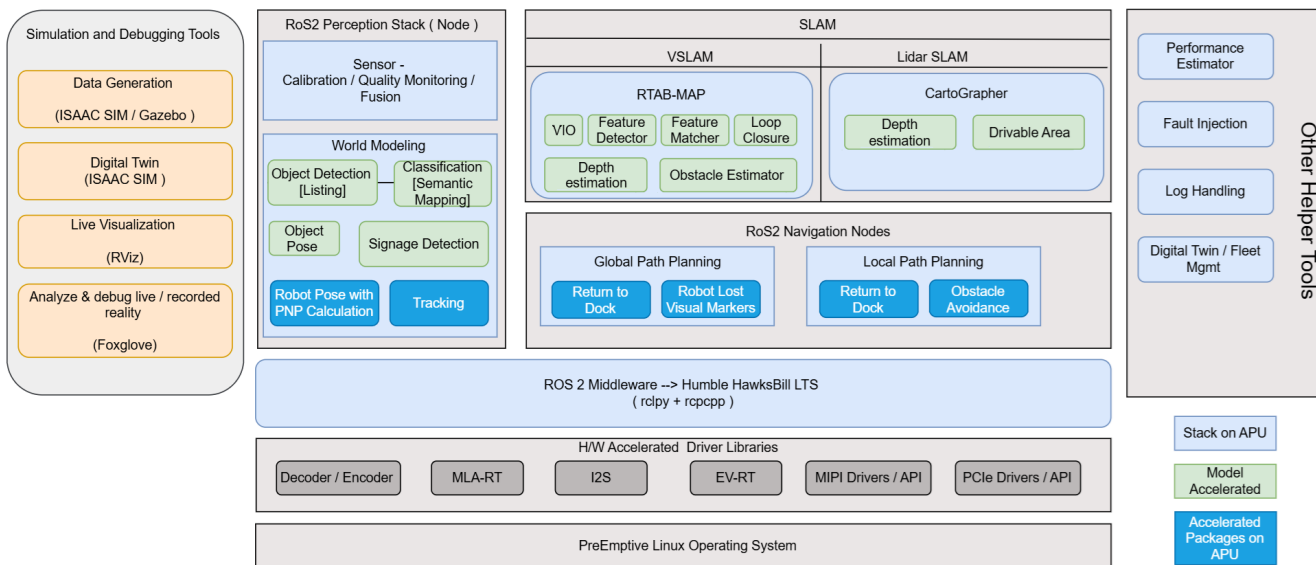 Simulation and Debugging Tools
Data Generation
(ISAAC SIM / Gazebo )
Digital Twin
(ISAAC SIM )
Live Visualization
(RViz)
Analyze & debug live / recorded
reality
(Foxglove)
RoS2 Perception Stack ( Node )
Sensor -
Calibration / Quality Monitoring /
Fusion
World Modeling
Object Detection
[Listing]
Classification
[Semantic
Mapping]
Object
Pose
Signage Detection
Robot Pose with
PNP Calculation
Tracking
SLAM
VSLAM
RTAB-MAP
VIO
Feature
Detector
Feature
Matcher
Loop
Closure
Depth
estimation
Obstacle Estimator
Lidar SLAM
CartoGrapher
Depth
estimation
Drivable Area
RoS2 Navigation Nodes
Global Path Planning
Return to
Dock
Robot Lost
Visual Markers
Local Path Planning
Return to
Dock
Obstacle
Avoidance
ROS 2 Middleware --> Humble HawksBill LTS
( rclpy + rcpcpp )
H/W Accelerated  Driver Libraries
Decoder / Encoder
MLA-RT
I2S
EV-RT
MIPI Drivers / API
PCIe Drivers / API
PreEmptive Linux Operating System
Performance
Estimator
Fault Injection
Log Handling
Digital Twin / Fleet
Mgmt
Other Helper Tools
Stack on APU
Model
Accelerated
Accelerated
Packages on
APU